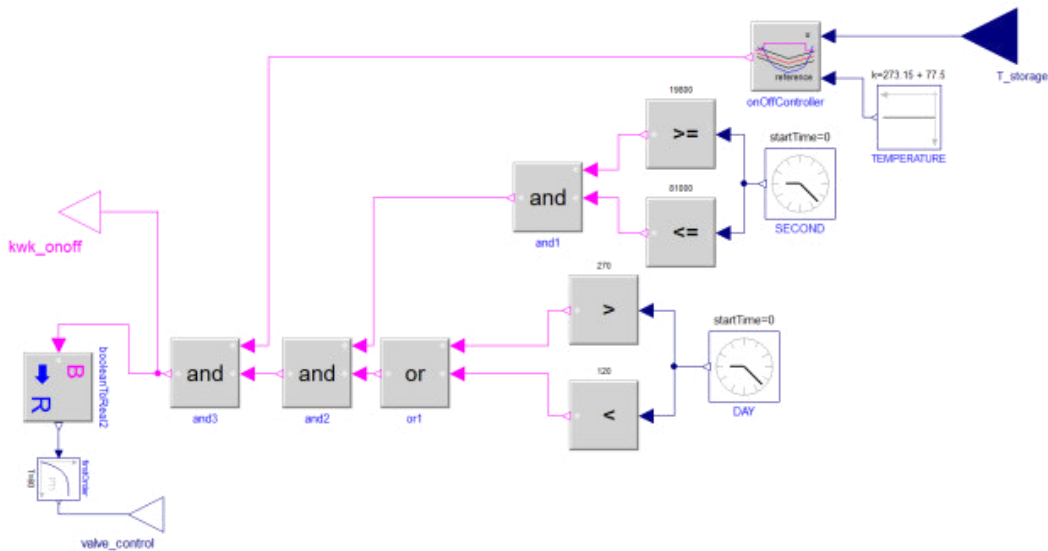 u
reference
onOffController
T_storage
k=273.15 + 77.5
TEMPERATURE
19800
>=
startTime=0
SECOND
and
and1
81000
<=
kwk_onoff
270
>
startTime=0
DAY
B
R
booleanToReal2
and
and3
and
and2
or
or1
120
<
firstOrder
T=60
PT1
valve_control